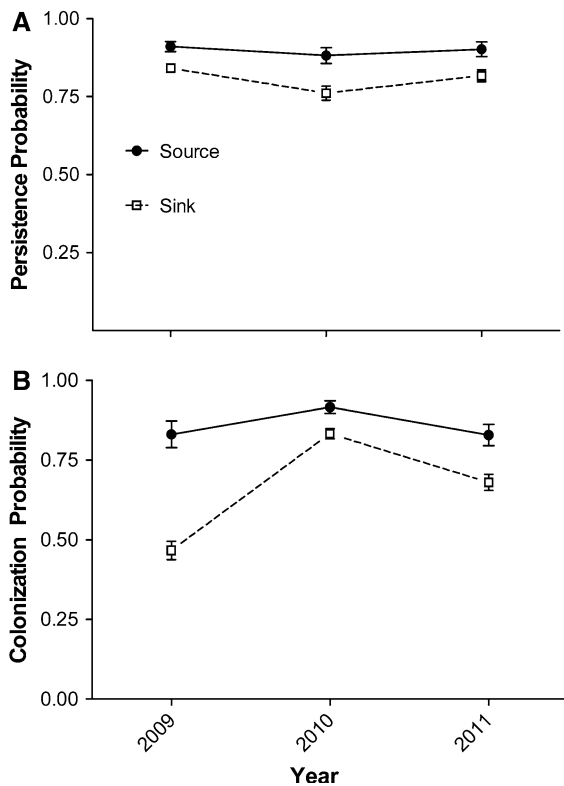 A
Persistence Probability
1.00
0.75
0.50
0.25
Source
Sink
B
Colonization Probability
1.00
0.75
0.50
0.25
0.00
2009
2010
2011
Year